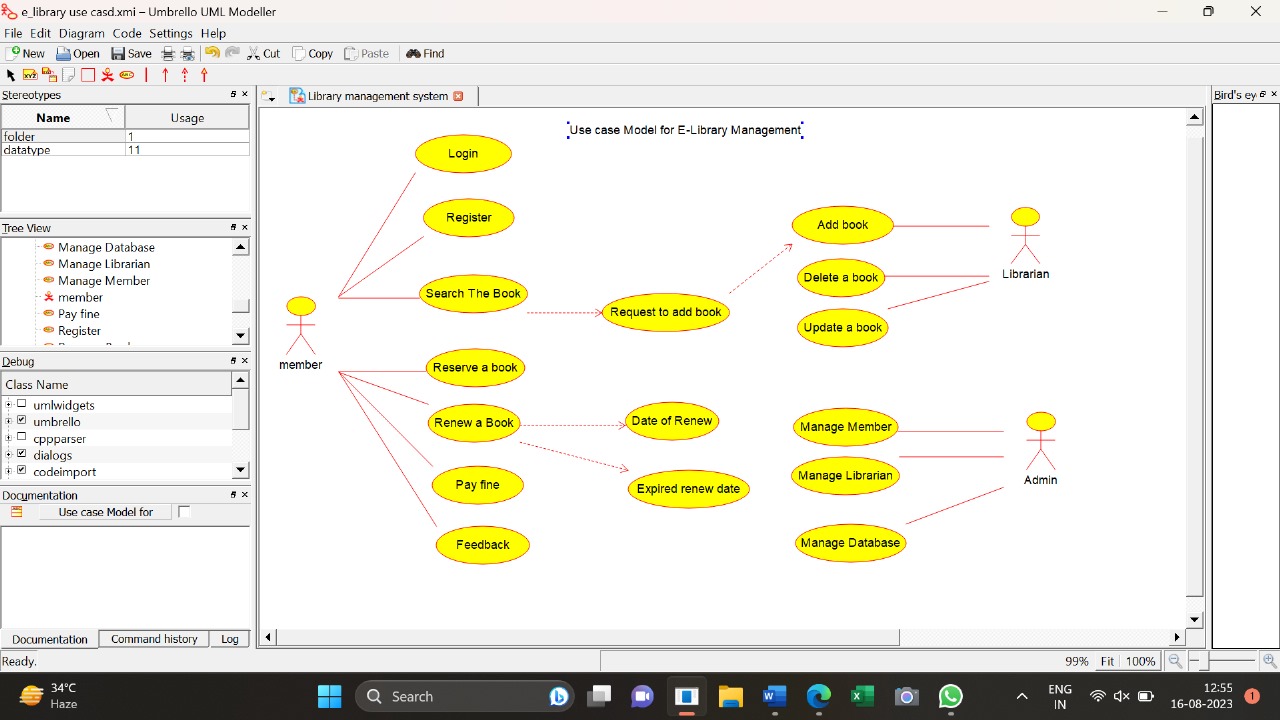 e_library use casd.xmi – Umbrello UML Modeller
File Edit Diagram Code Settings Help
New Open Save Cut Copy Paste Find
Stereotypes
Name Usage
folder 1
datatype 11
Tree View
Manage Database
Manage Librarian
Manage Member
member
Pay fine
Register
Debug
Class Name
umlwidgets
umbrello
cppparser
dialogs
codeimport
Documentation
Use case Model for
Documentation Command history Log
Ready.
Library management system
Use case Model for E-Library Management
Login
Register
Search The Book
Request to add book
member
Reserve a book
Renew a Book
Date of Renew
Expired renew date
Pay fine
Feedback
Add book
Delete a book
Update a book
Librarian
Manage Member
Manage Librarian
Manage Database
Admin
Bird's ey
99% Fit 100%
34°C
Haze
Search
ENG
IN
12:55
16-08-2023
1